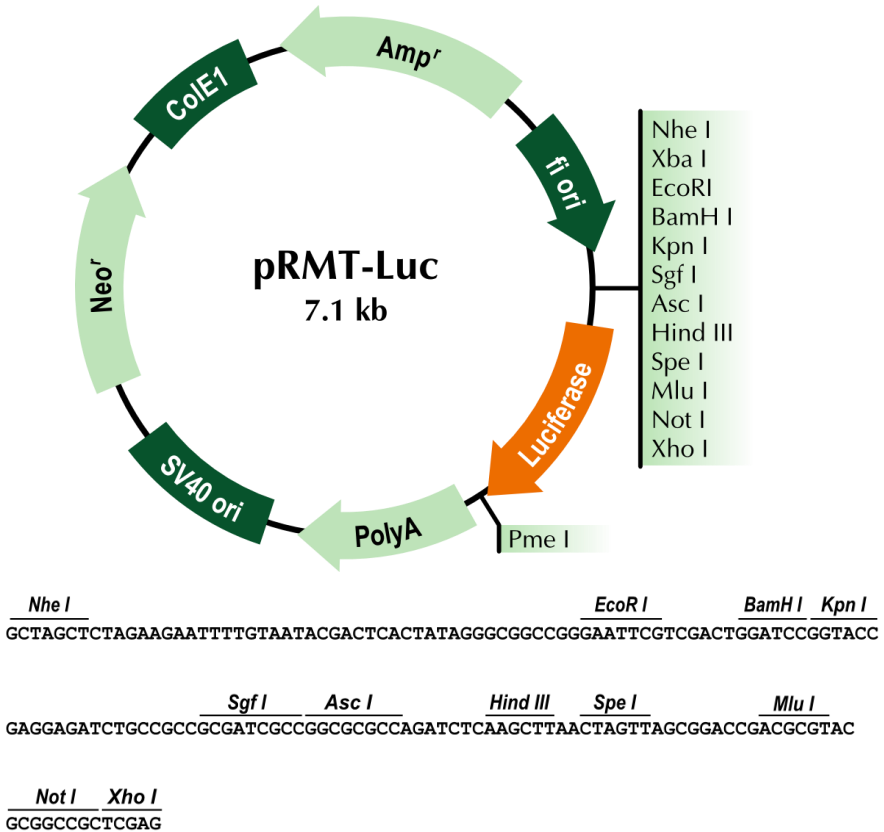 Ampʳ
ColE1
fi ori
Neoʳ
pRMT-Luc
7.1 kb
Luciferase
SV40 ori
PolyA
Nhe I
Xba I
EcoRI
BamH I
Kpn I
Sgf I
Asc I
Hind III
Spe I
Mlu I
Not I
Xho I
Pme I
Nhe I EcoR I BamH I Kpn I
GCTAGCTCTAGAAGAATTTTGTAATACGACTCACTATAGGGCGGCCGGGAATTCGTCGACTGGATCCGGTACC
Sgf I Asc I Hind III Spe I Mlu I
GAGGAGATCTGCCGCCGCGATCGCCGGCGCGCCAGATCTCAAGCTTAACTAGTTAGCGGACCGACGCGTAC
Not I Xho I
GCGGCCGCTCGAG